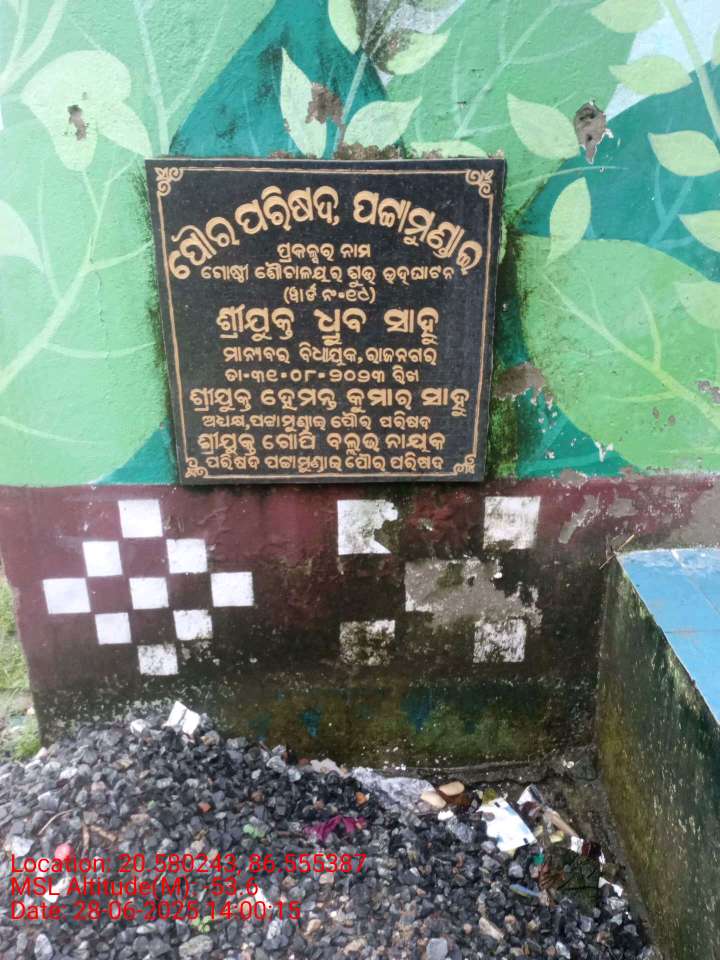 ପୌର ପରିଷଦ, ପଟ୍ଟାମୁଣ୍ଡାଇ
ପ୍ରକଳ୍ପର ନାମ
ଗୋଷ୍ଠୀ ଶୌଚାଳୟର ଶୁଭ ଉଦ୍‌ଘାଟନ
(ୱାର୍ଡ ନଂ-୧୦)
ଶ୍ରୀଯୁକ୍ତ ଧ୍ରୁବ ସାହୁ
ମାନ୍ୟବର ବିଧାୟକ, ରାଜନଗର
ତା-୩୧-୦୮-୨୦୨୩ ରିଖ
ଶ୍ରୀଯୁକ୍ତ ହେମନ୍ତ କୁମାର ସାହୁ
ଅଧ୍ୟକ୍ଷ, ପଟ୍ଟାମୁଣ୍ଡାଇ ପୌର ପରିଷଦ
ଶ୍ରୀଯୁକ୍ତ ଗୋପି ବଲ୍ଲଭ ନାୟକ
ପରିଷଦ ପଟ୍ଟାମୁଣ୍ଡାଇ ପୌର ପରିଷଦ
Location: 20.580243, 86.555387
MSL Altitude(M): -53.6
Date: 28-06-2025 14:00:15